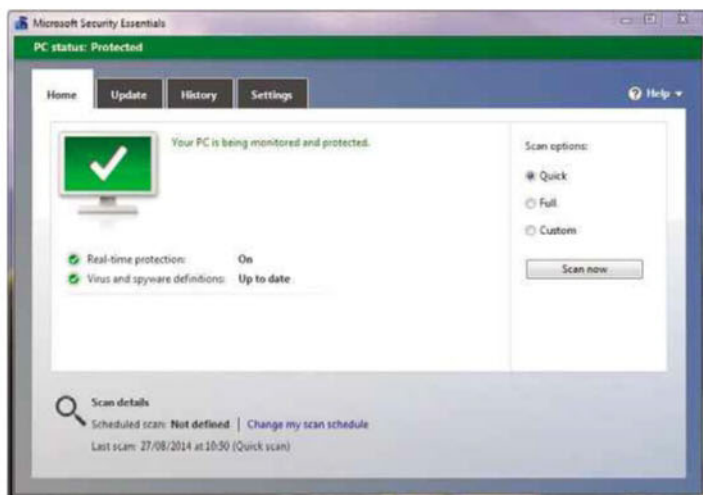 Microsoft Security Essentials
PC status: Protected
Home Update History Settings Help
Your PC is being monitored and protected.
Scan options:
Quick
Full
Custom
Scan now
Real-time protection: On
Virus and spyware definitions: Up to date
Scan details
Scheduled scan: Not defined | Change my scan schedule
Last scan: 27/08/2014 at 10:50 (Quick scan)